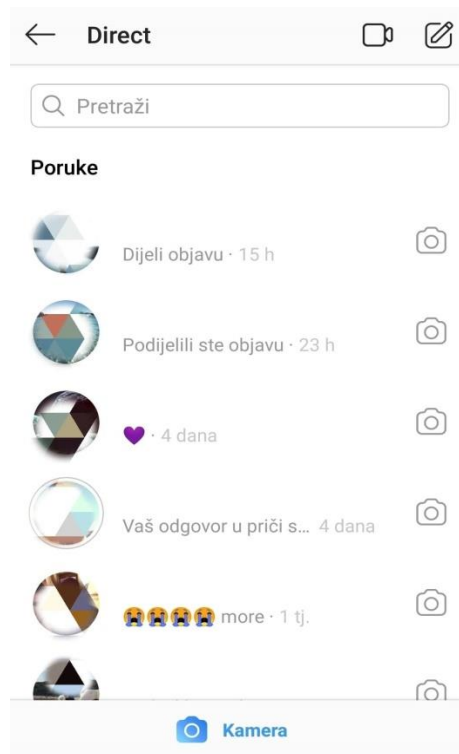 Direct
Pretraži
Poruke
Dijeli objavu · 15 h
Podijelili ste objavu · 23 h
💜 · 4 dana
Vaš odgovor u priči s... 4 dana
😭😭😭😭 more · 1 tj.
Kamera